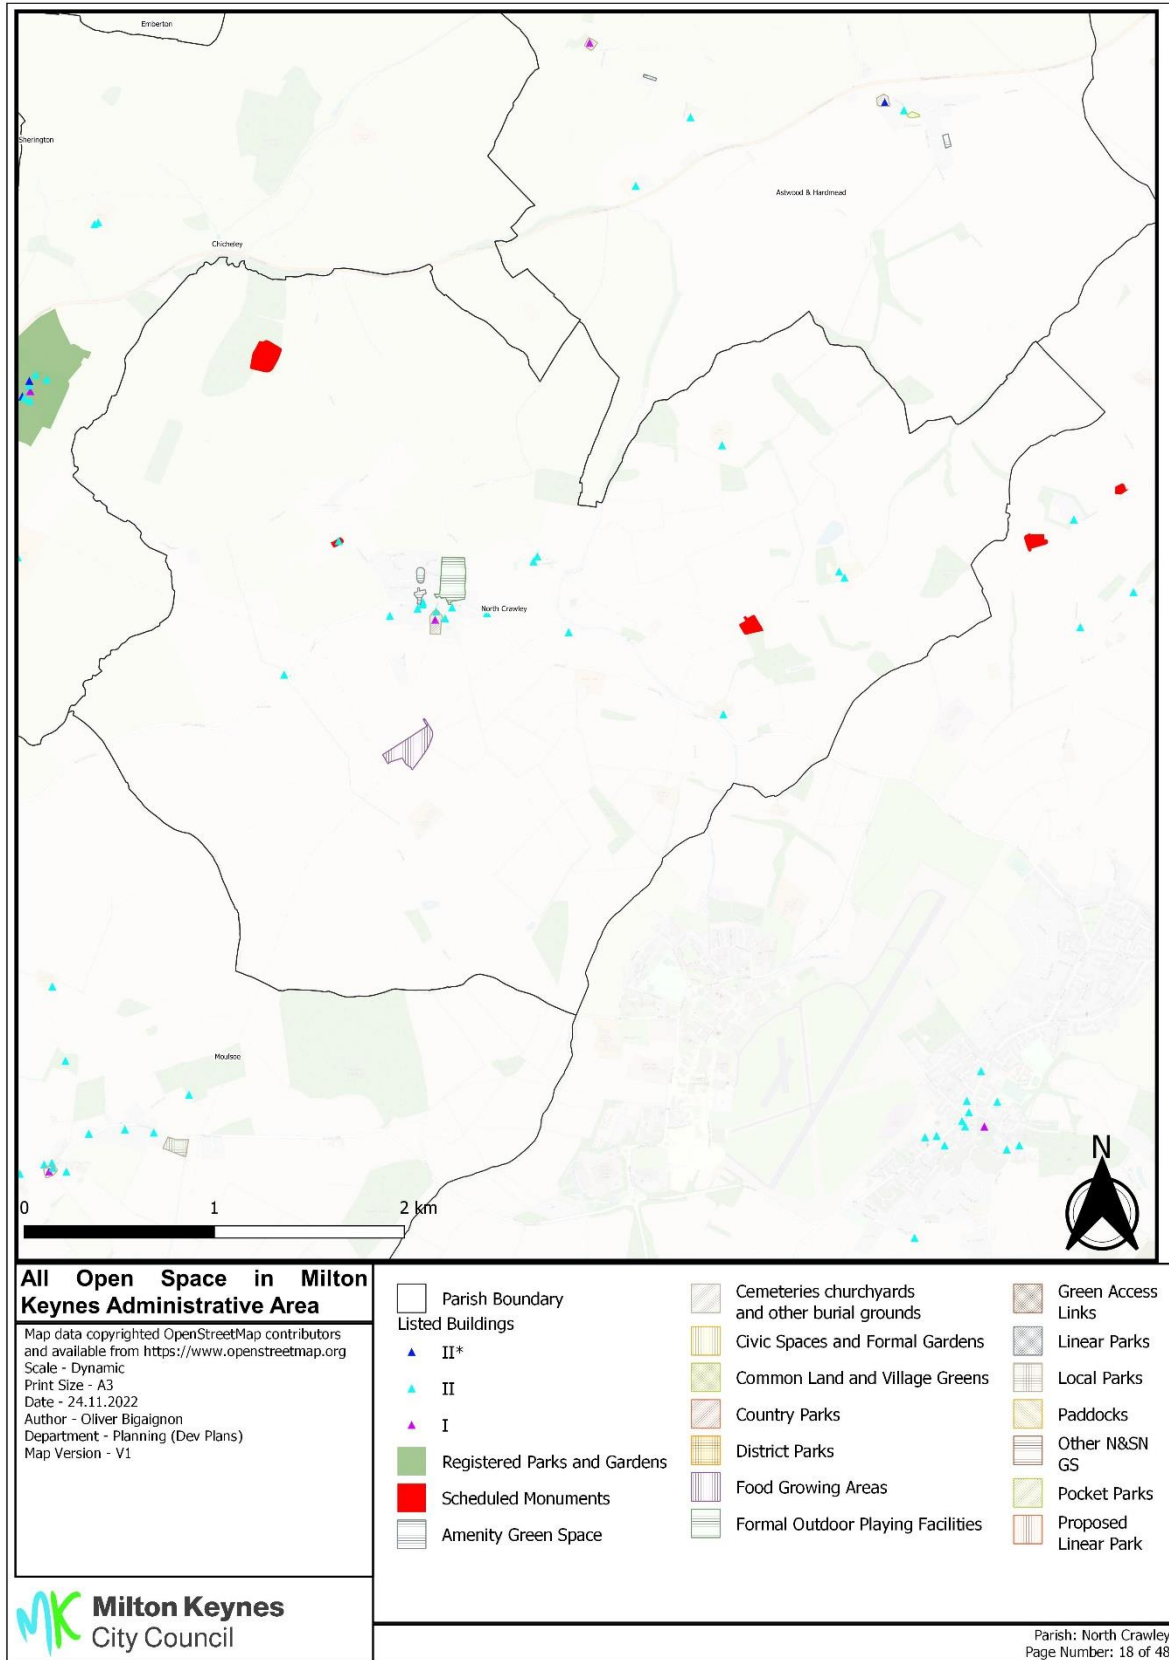 Emberton
Sherington
Astwood & Hardmead
Chicheley
North Crawley
Moulsoe
N
0 1 2 km
All Open Space in Milton
Keynes Administrative Area
Map data copyrighted OpenStreetMap contributors
and available from https://www.openstreetmap.org
Scale - Dynamic
Print Size - A3
Date - 24.11.2022
Author - Oliver Bigaignon
Department - Planning (Dev Plans)
Map Version - V1
MK Milton Keynes
City Council
Parish Boundary
Listed Buildings
II*
II
I
Registered Parks and Gardens
Scheduled Monuments
Amenity Green Space
Cemeteries churchyards
and other burial grounds
Civic Spaces and Formal Gardens
Common Land and Village Greens
Country Parks
District Parks
Food Growing Areas
Formal Outdoor Playing Facilities
Green Access
Links
Linear Parks
Local Parks
Paddocks
Other N&SN
GS
Pocket Parks
Proposed
Linear Park
Parish: North Crawley
Page Number: 18 of 48